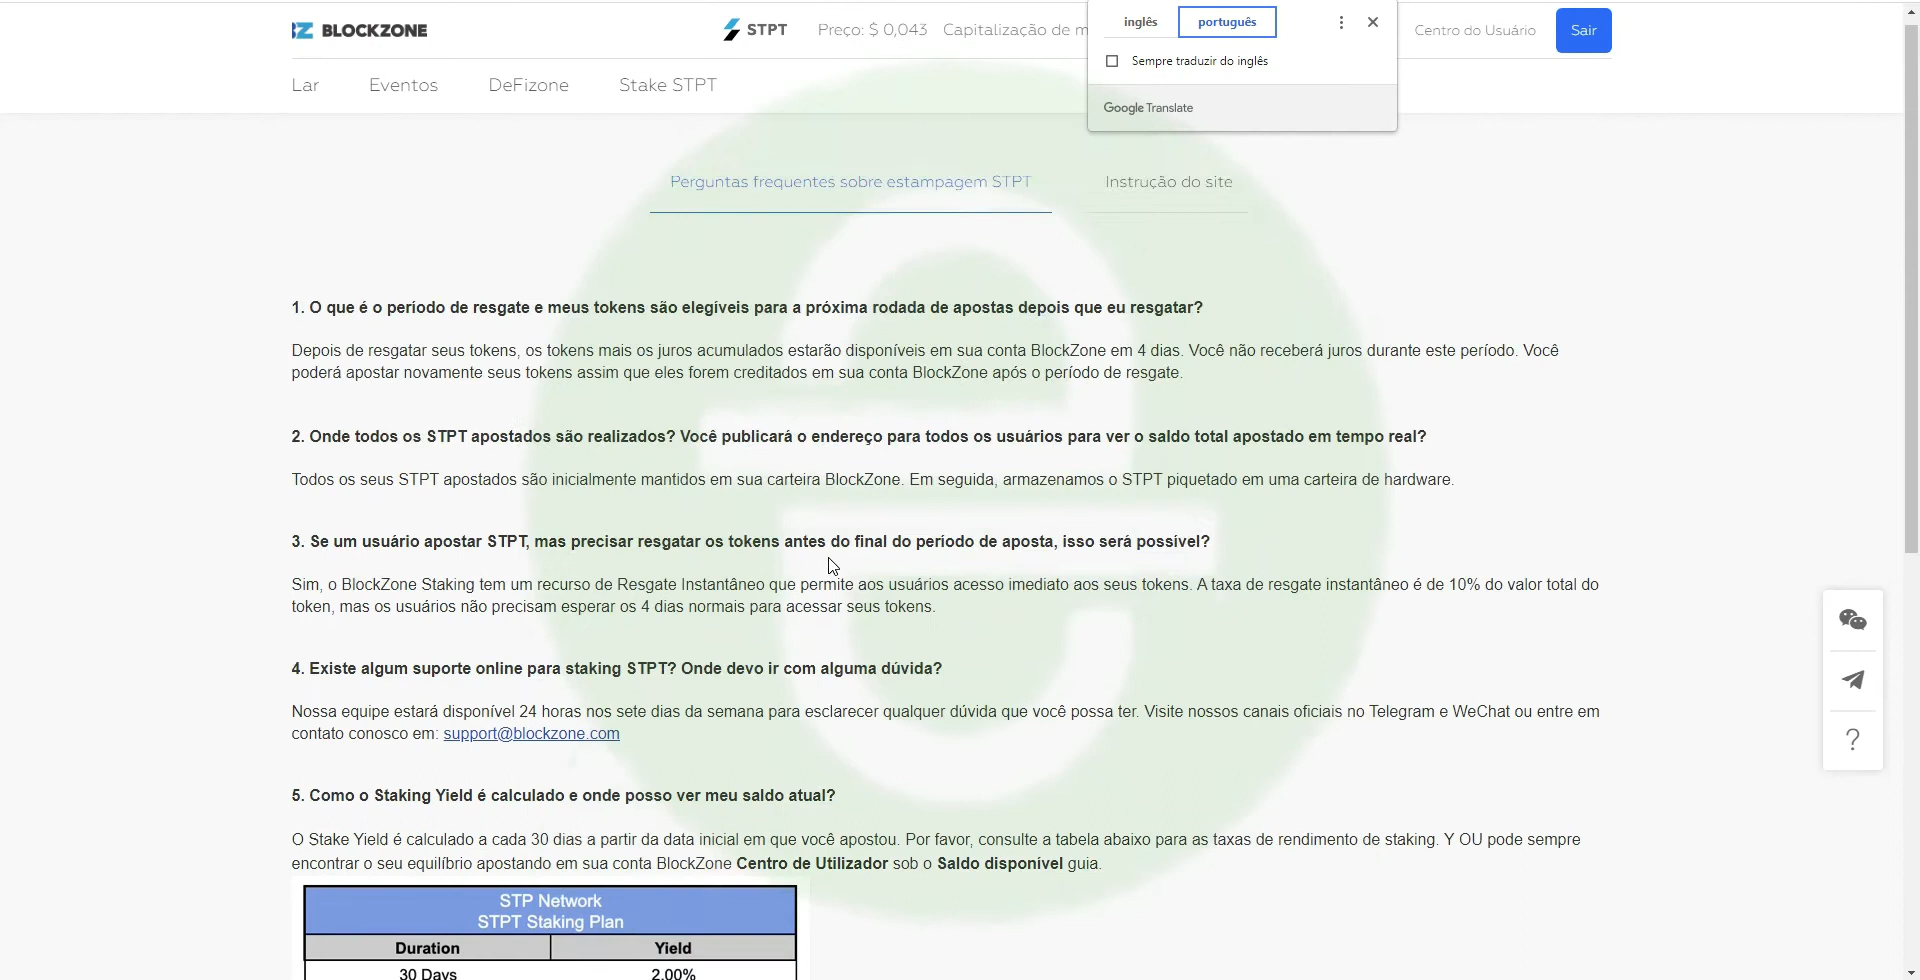 BLOCKZONE
STPT Preço: $ 0,043 Capitalização de m
inglês português
Centro do Usuário Sair
Sempre traduzir do inglês
Lar Eventos DeFizone Stake STPT
Google Translate
Perguntas frequentes sobre estampagem STPT Instrução do site
1. O que é o período de resgate e meus tokens são elegíveis para a próxima rodada de apostas depois que eu resgatar?
Depois de resgatar seus tokens, os tokens mais os juros acumulados estarão disponíveis em sua conta BlockZone em 4 dias. Você não receberá juros durante este período. Você
poderá apostar novamente seus tokens assim que eles forem creditados em sua conta BlockZone após o período de resgate.
2. Onde todos os STPT apostados são realizados? Você publicará o endereço para todos os usuários para ver o saldo total apostado em tempo real?
Todos os seus STPT apostados são inicialmente mantidos em sua carteira BlockZone. Em seguida, armazenamos o STPT piquetado em uma carteira de hardware.
3. Se um usuário apostar STPT, mas precisar resgatar os tokens antes do final do período de aposta, isso será possível?
Sim, o BlockZone Staking tem um recurso de Resgate Instantâneo que permite aos usuários acesso imediato aos seus tokens. A taxa de resgate instantâneo é de 10% do valor total do
token, mas os usuários não precisam esperar os 4 dias normais para acessar seus tokens.
4. Existe algum suporte online para staking STPT? Onde devo ir com alguma dúvida?
Nossa equipe estará disponível 24 horas nos sete dias da semana para esclarecer qualquer dúvida que você possa ter. Visite nossos canais oficiais no Telegram e WeChat ou entre em
contato conosco em: support@blockzone.com
5. Como o Staking Yield é calculado e onde posso ver meu saldo atual?
O Stake Yield é calculado a cada 30 dias a partir da data inicial em que você apostou. Por favor, consulte a tabela abaixo para as taxas de rendimento de staking. Y OU pode sempre
encontrar o seu equilíbrio apostando em sua conta BlockZone Centro de Utilizador sob o Saldo disponível guia.
STP Network
STPT Staking Plan
Duration Yield
30 Days 2.00%